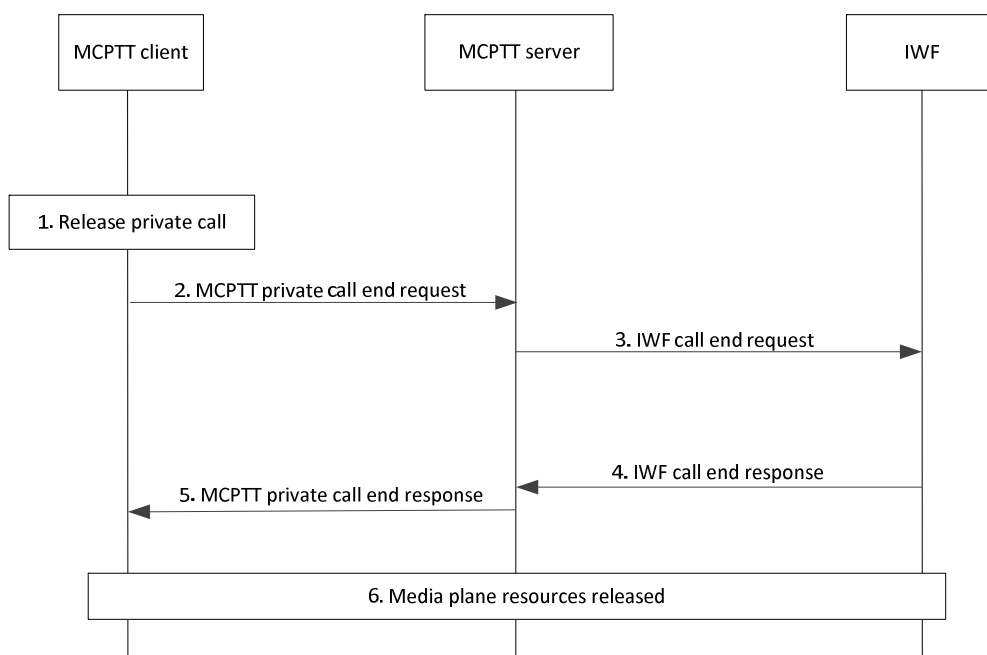 MCPTT client
MCPTT server
IWF
1. Release private call
2. MCPTT private call end request
3. IWF call end request
4. IWF call end response
5. MCPTT private call end response
6. Media plane resources released